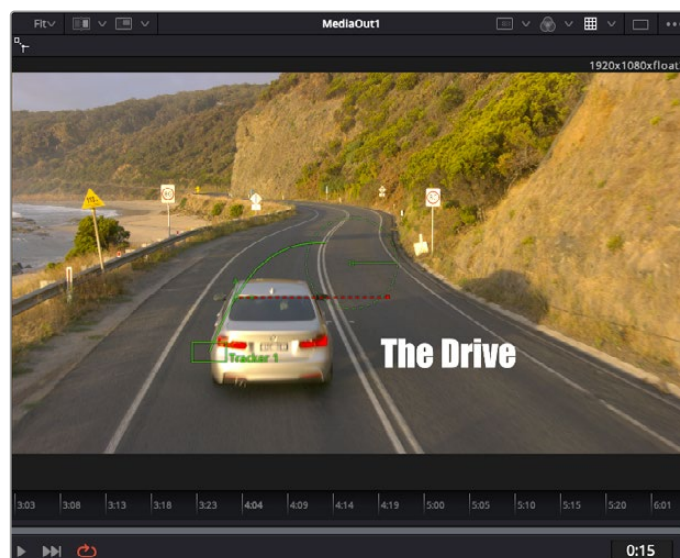 Fit
MediaOut1
1920x1080xfloat
Tracker 1
The Drive
3:03 3:08 3:13 3:18 3:23 4:04 4:09 4:14 4:19 5:00 5:05 5:10 5:15 5:20 6:01
0:15